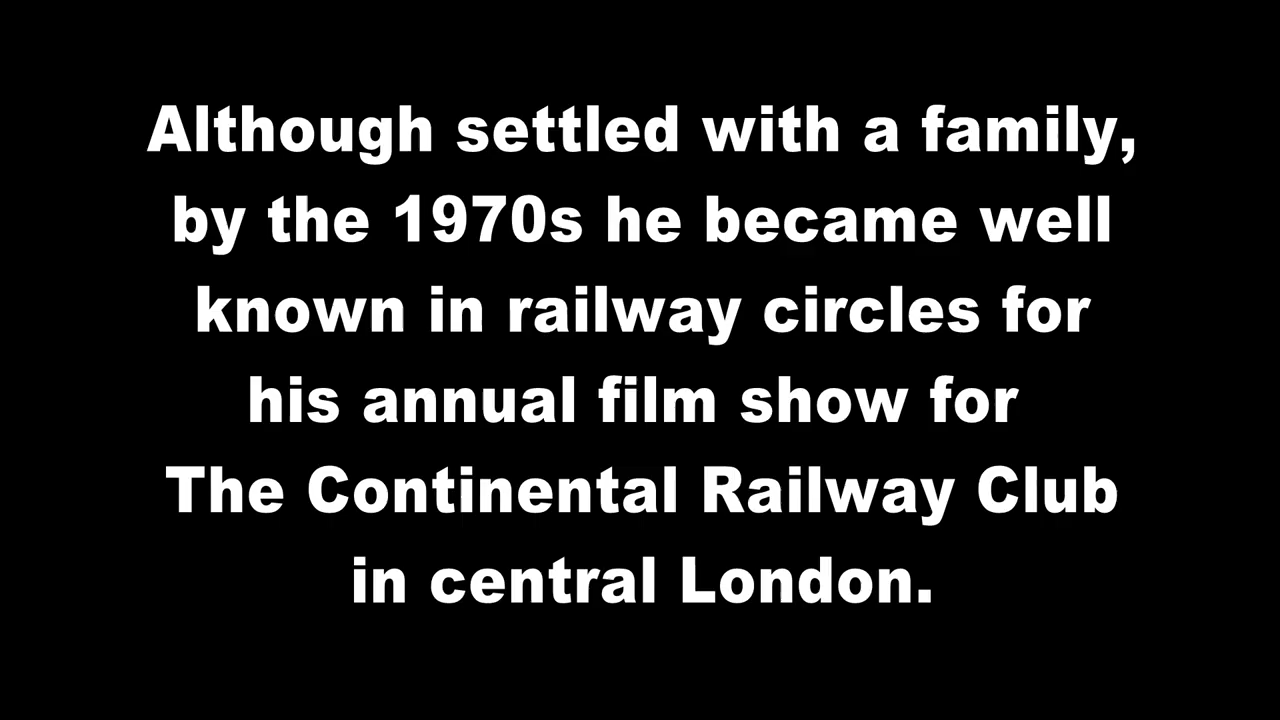 Although settled with a family,
by the 1970s he became well
known in railway circles for
his annual film show for
The Continental Railway Club
in central London.